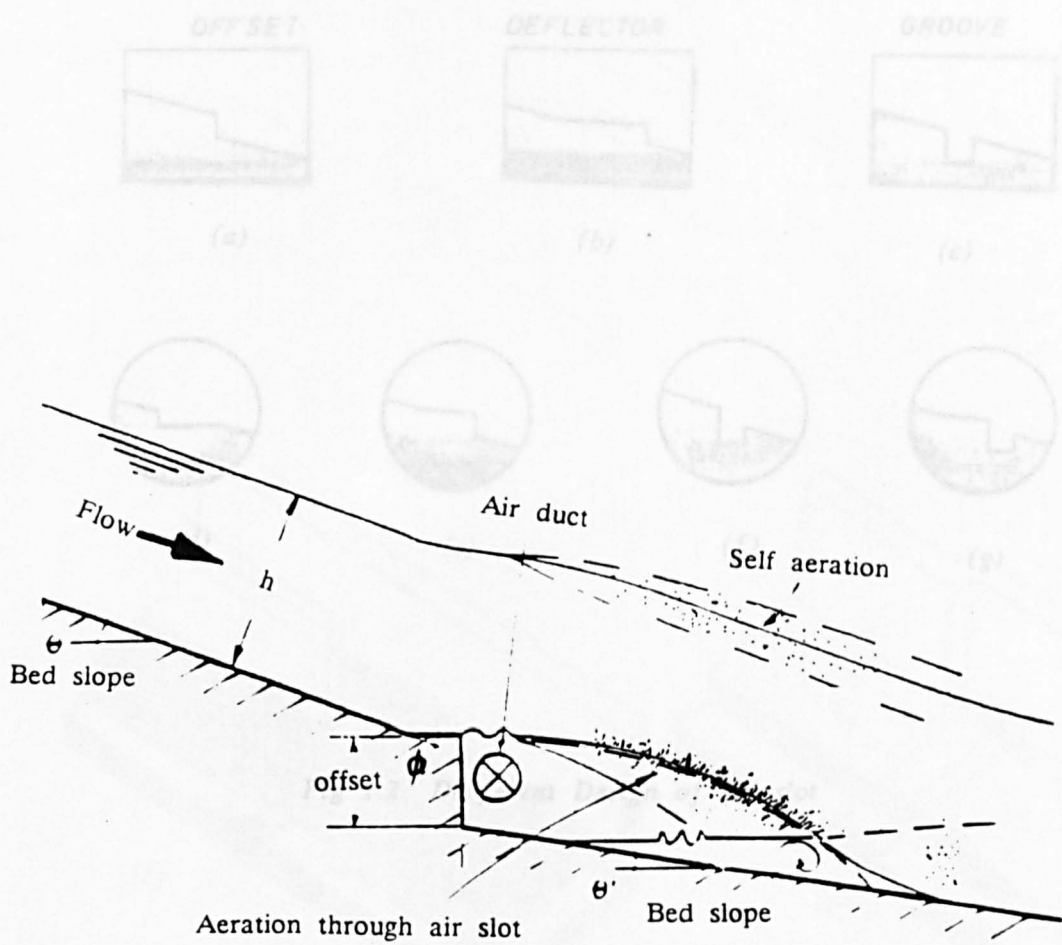 OFFSET DEFLECTOR GROOVE
(a) (b) (c)
Air duct
Flow
(f)
(g)
Self aeration
h
θ
Bed slope
ϕ
offset
θ'
Bed slope
Aeration through air slot